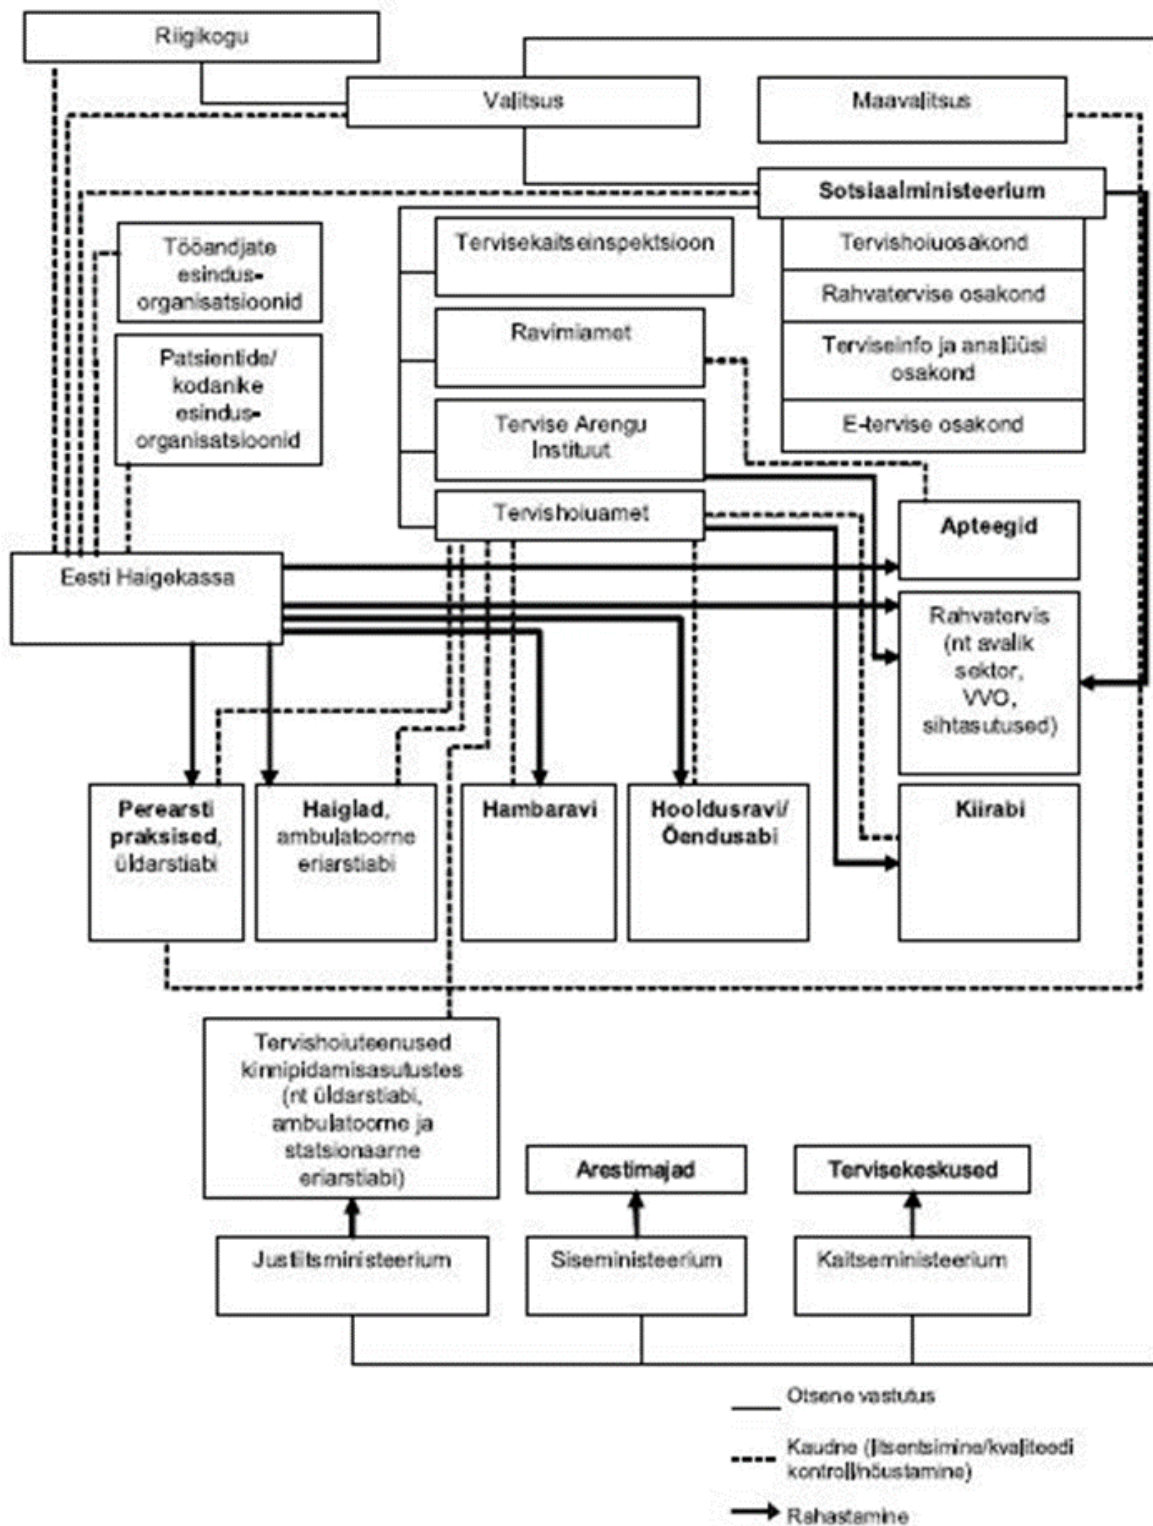 Riigikogu
Valitsus
Maavalitsus
Sotsiaalministeerium
Tervishoiuosakond
Rahvatervise osakond
Terviseinfo ja analüüsi
osakond
E-tervise osakond
Tööandjate
esindus-
organisatsioonid
Patsientide/
kodanike
esindus-
organisatsioonid
Tervisekaitseinspektsioon
Ravimiamet
Tervise Arengu
Instituut
Tervishoiuamet
Eesti Haigekassa
Apteegid
Rahvatervis
(nt avalik
sektor,
VVO,
sihtasutused)
Perearsti
praksised,
üldarstiabi
Haiglad,
ambulatoorne
eriarstiabi
Hambaravi
Hooldusravi/
Õendusabi
Kiirabi
Tervishoiuteenused
kinnipidamisasutustes
(nt üldarstiabi,
ambulatoorne ja
statsionaarne
eriarstiabi)
Arestimajad
Tervisekeskused
Justiitsministeerium
Siseministeerium
Kaitseministeerium
Otsene vastutus
Kaudne (litsentsimine/kvaliteedi
kontroll/nõustamine)
Rahastamine